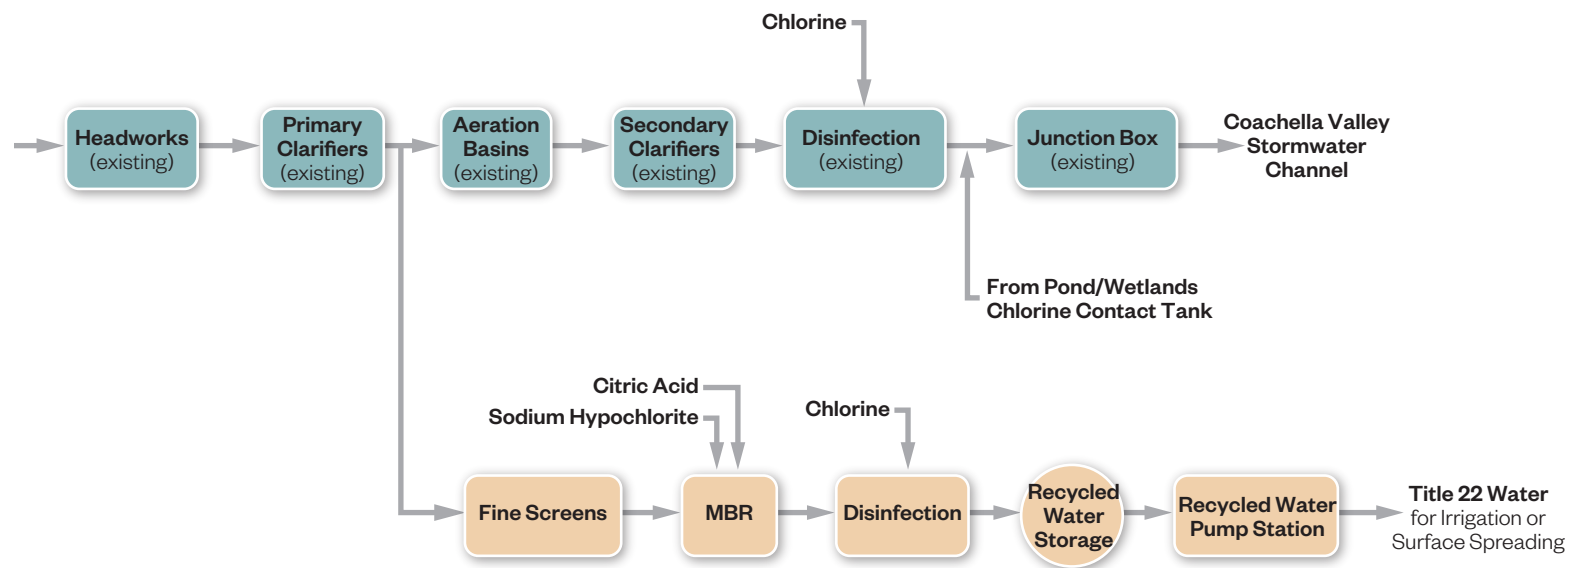 Chlorine
Headworks
(existing)
Primary
Clarifiers
(existing)
Aeration
Basins
(existing)
Secondary
Clarifiers
(existing)
Disinfection
(existing)
Junction Box
(existing)
Coachella Valley
Stormwater
Channel
From Pond/Wetlands
Chlorine Contact Tank
Citric Acid
Sodium Hypochlorite
Chlorine
Fine Screens
MBR
Disinfection
Recycled
Water
Storage
Recycled Water
Pump Station
Title 22 Water
for Irrigation or
Surface Spreading